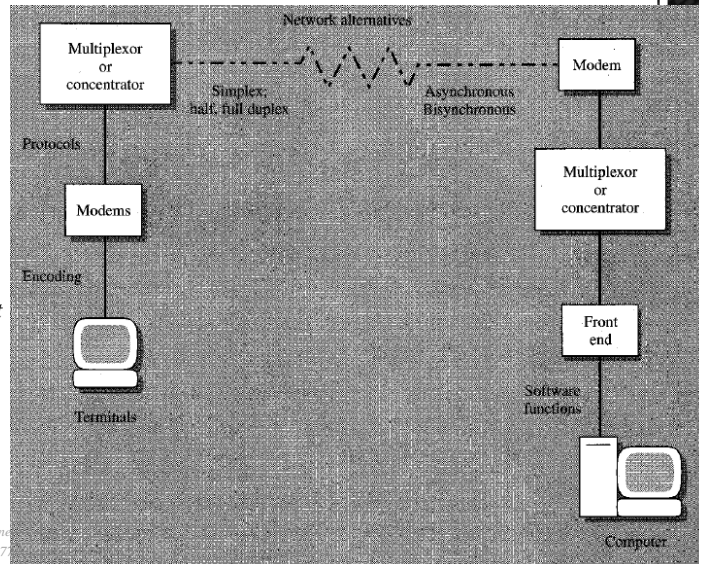 Network alternatives
Multiplexor
or
concentrator
Modem
Simplex;
half, full duplex
Asynchronous
Bisynchronous
Protocols
Multiplexor
or
concentrator
Modems
Encoding
Front
end
Software
functions
Terminals
Computer